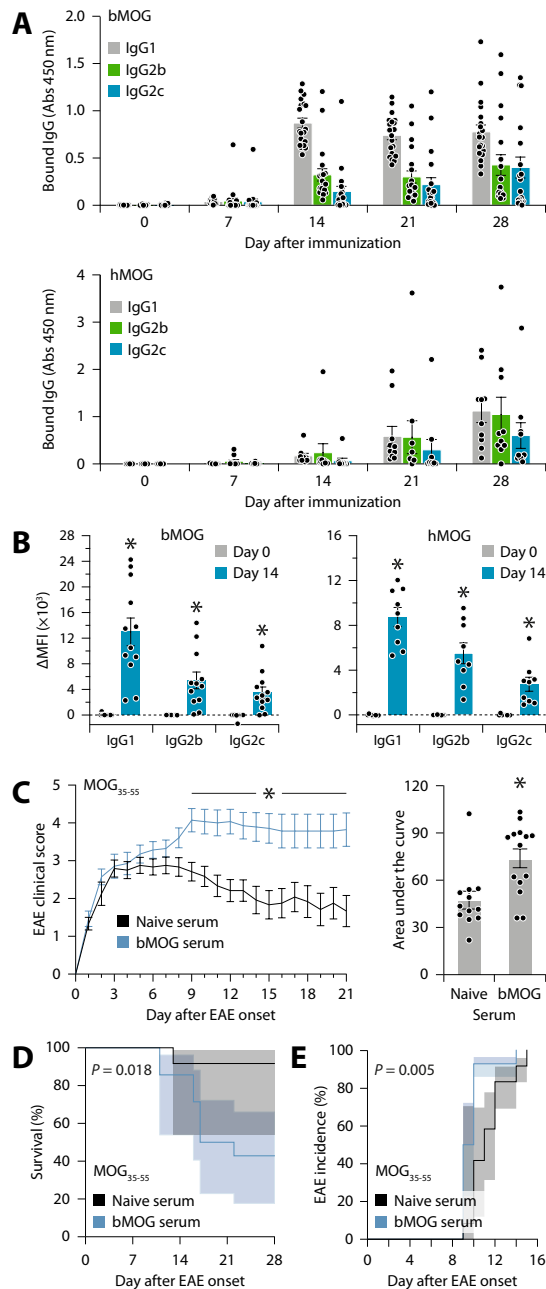 A
bMOG
IgG1
IgG2b
IgG2c
Bound IgG (Abs 450 nm)
2.0
1.5
1.0
0.5
0
0 7 14 21 28
Day after immunization
hMOG
IgG1
IgG2b
IgG2c
Bound IgG (Abs 450 nm)
4
3
2
1
0
0 7 14 21 28
Day after immunization
B
bMOG
Day 0
Day 14
ΔMFI (×10³)
28
24
20
16
12
8
4
0
*
*
*
IgG1 IgG2b IgG2c
hMOG
Day 0
Day 14
16
12
8
4
0
*
*
*
IgG1 IgG2b IgG2c
C
MOG35-55
*
EAE clinical score
5
4
3
2
1
0
Naive serum
bMOG serum
0 3 6 9 12 15 18 21
Day after EAE onset
Area under the curve
120
90
60
30
0
*
Naive bMOG
Serum
D
P = 0.018
Survival (%)
100
80
60
40
20
0
MOG35-55
Naive serum
bMOG serum
0 7 14 21 28
Day after EAE onset
E
P = 0.005
EAE incidence (%)
100
80
60
40
20
0
MOG35-55
Naive serum
bMOG serum
0 4 8 12 16
Day after EAE onset